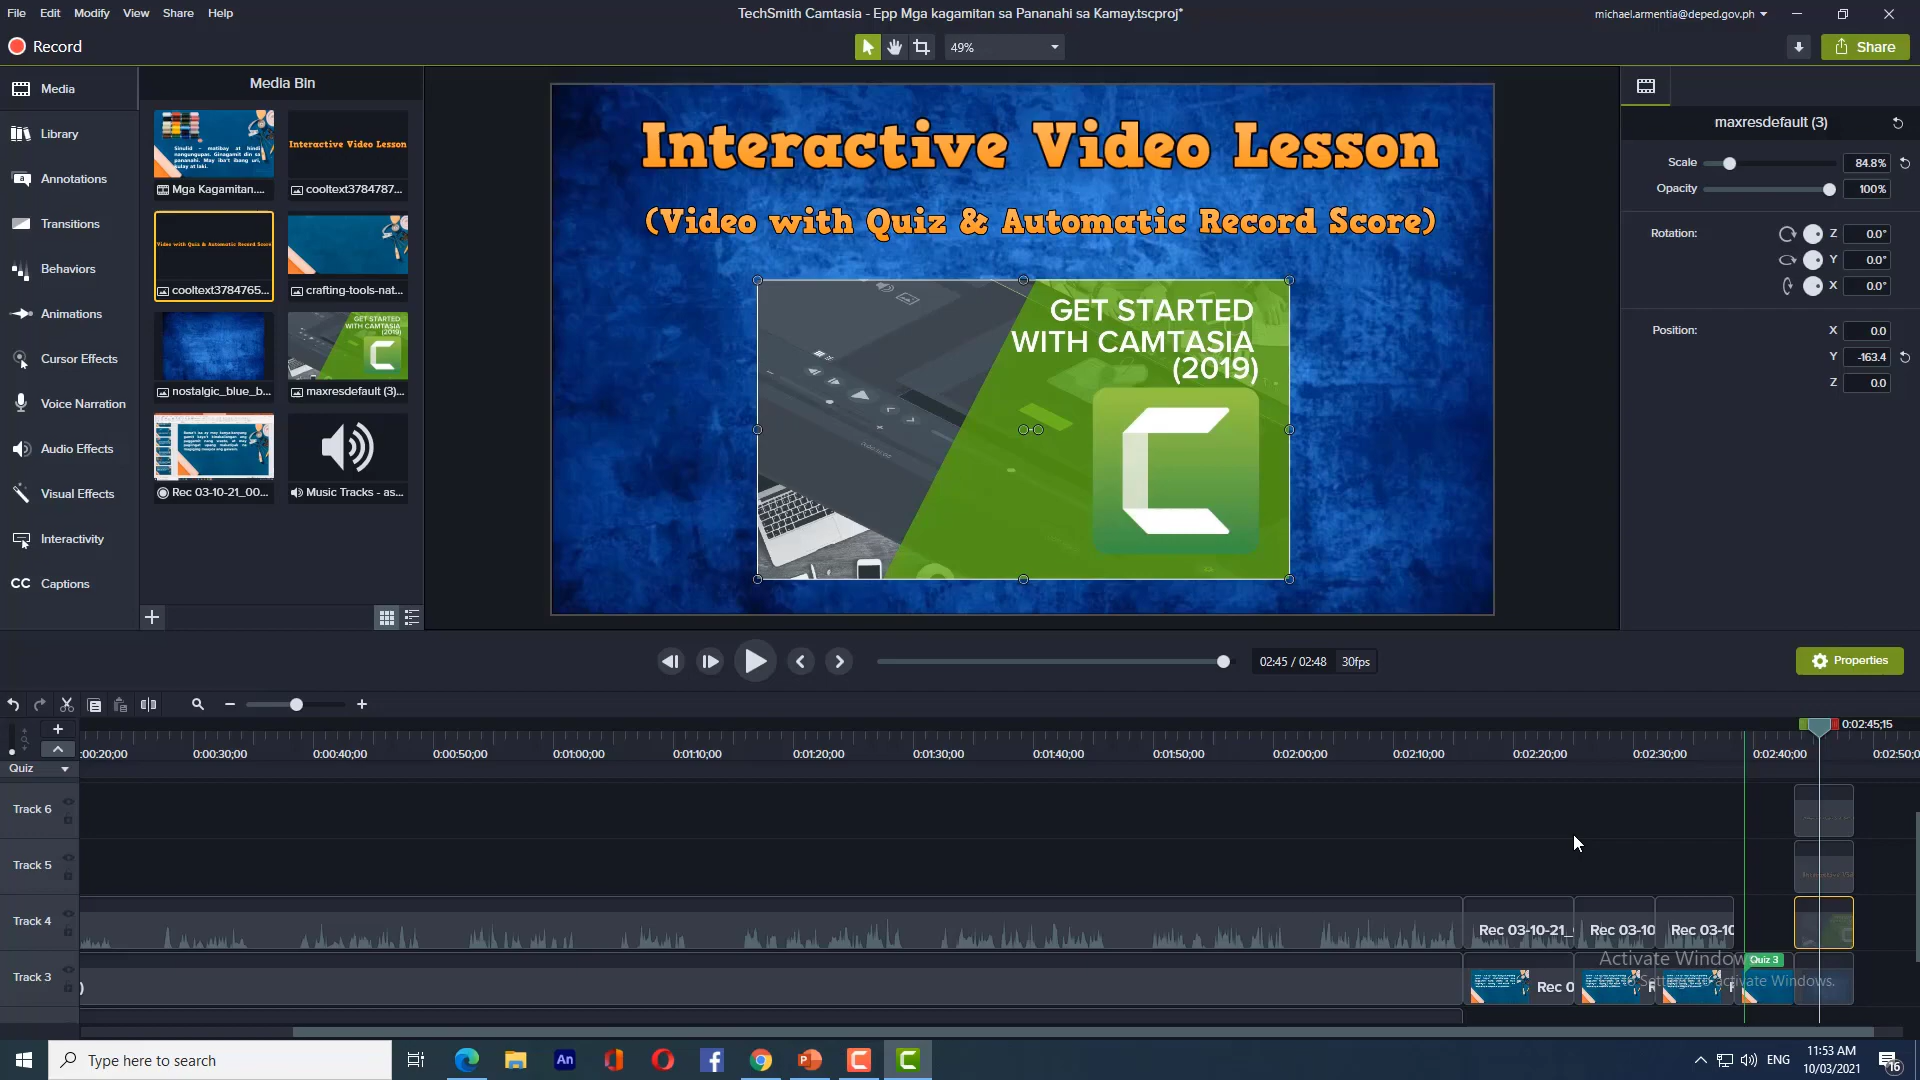 File Edit Modify View Share Help
TechSmith Camtasia - Epp Mga kagamitan sa Pananahi sa Kamay.tscproj*
michael.armentia@deped.gov.ph
Record
49%
Share
Media
Library
Annotations
Transitions
Behaviors
Animations
Cursor Effects
Voice Narration
Audio Effects
Visual Effects
Interactivity
CC Captions
Media Bin
Interactive Video Lesson
Mga Kagamitan....
cooltext3784787...
cooltext3784765...
crafting-tools-nat...
GET STARTED
WITH CAMTASIA
(2019)
nostalgic_blue_b...
maxresdefault (3)...
Rec 03-10-21_00...
Music Tracks - as...
Interactive Video Lesson
(Video with Quiz & Automatic Record Score)
GET STARTED
WITH CAMTASIA
(2019)
maxresdefault (3)
Scale 84.8%
Opacity 100%
Rotation: Z 0.0°
Y 0.0°
X 0.0°
Position: X 0.0
Y -163.4
Z 0.0
02:45 / 02:48 30fps
Properties
0:02:45;15
:00:20;00 0:00:30;00 0:00:40;00 0:00:50;00 0:01:00;00 0:01:10;00 0:01:20;00 0:01:30;00 0:01:40;00 0:01:50;00 0:02:00;00 0:02:10;00 0:02:20;00 0:02:30;00 0:02:40;00 0:02:50;0
Quiz
Track 6
Track 5
Track 4
Rec 03-10-21_ Rec 03-10 Rec 03-10
Activate Window
Quiz 3
Track 3
Rec 0
to activate Windows.
Type here to search
ENG
11:53 AM
10/03/2021
16